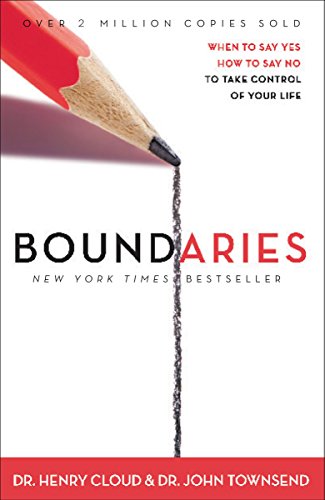 OVER 2 MILLION COPIES SOLD
WHEN TO SAY YES
HOW TO SAY NO
TO TAKE CONTROL
OF YOUR LIFE
BOUNDARIES
NEW YORK TIMES BESTSELLER
DR. HENRY CLOUD & DR. JOHN TOWNSEND